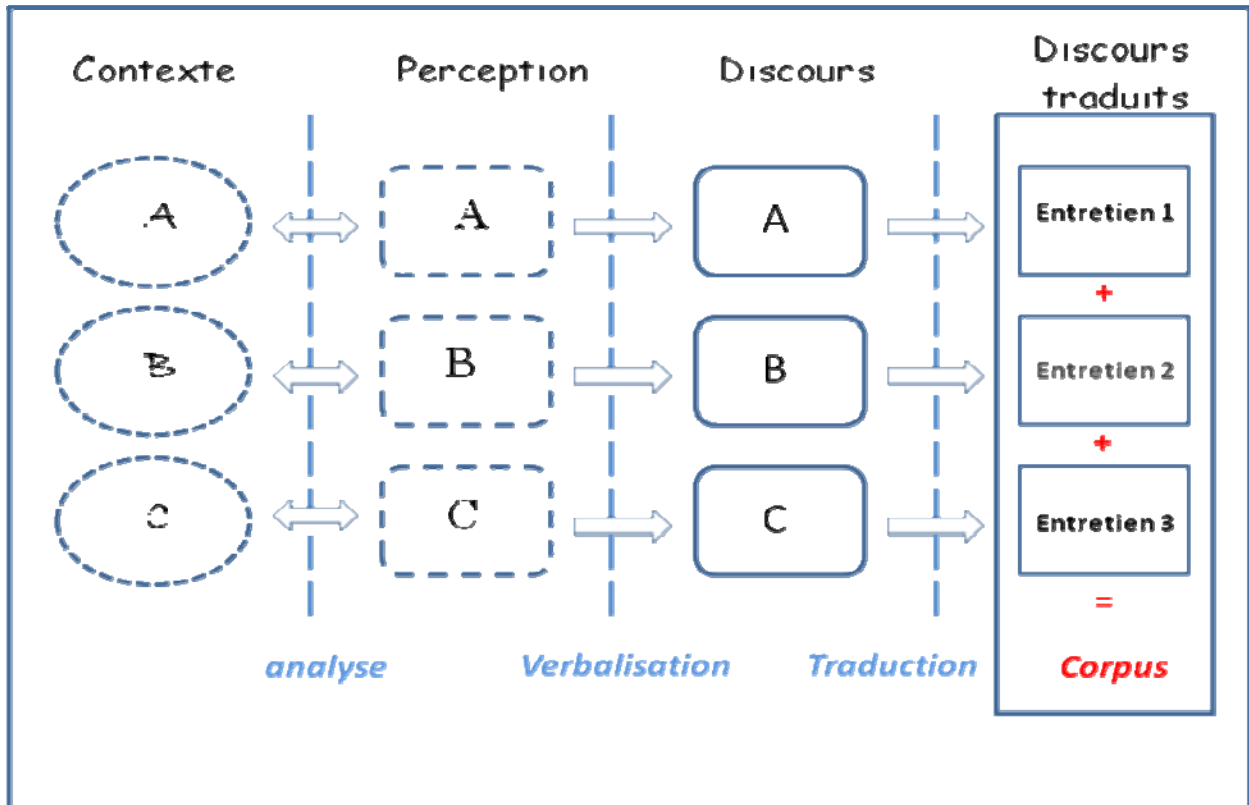 Contexte
Perception
Discours
Discours
traduits
A
A
A
Entretien 1
+
B
B
B
Entretien 2
+
C
C
C
Entretien 3
=
analyse
Verbalisation
Traduction
Corpus